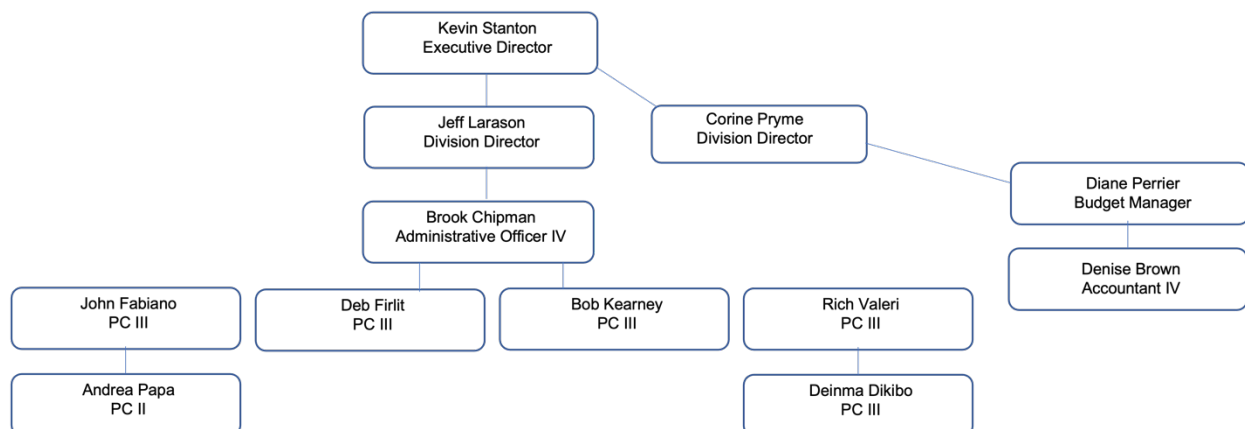 Kevin Stanton
Executive Director
Jeff Larason
Division Director
Corine Pryme
Division Director
Diane Perrier
Budget Manager
Brook Chipman
Administrative Officer IV
Denise Brown
Accountant IV
John Fabiano
PC III
Deb Firlit
PC III
Bob Kearney
PC III
Rich Valeri
PC III
Andrea Papa
PC II
Deinma Dikibo
PC III